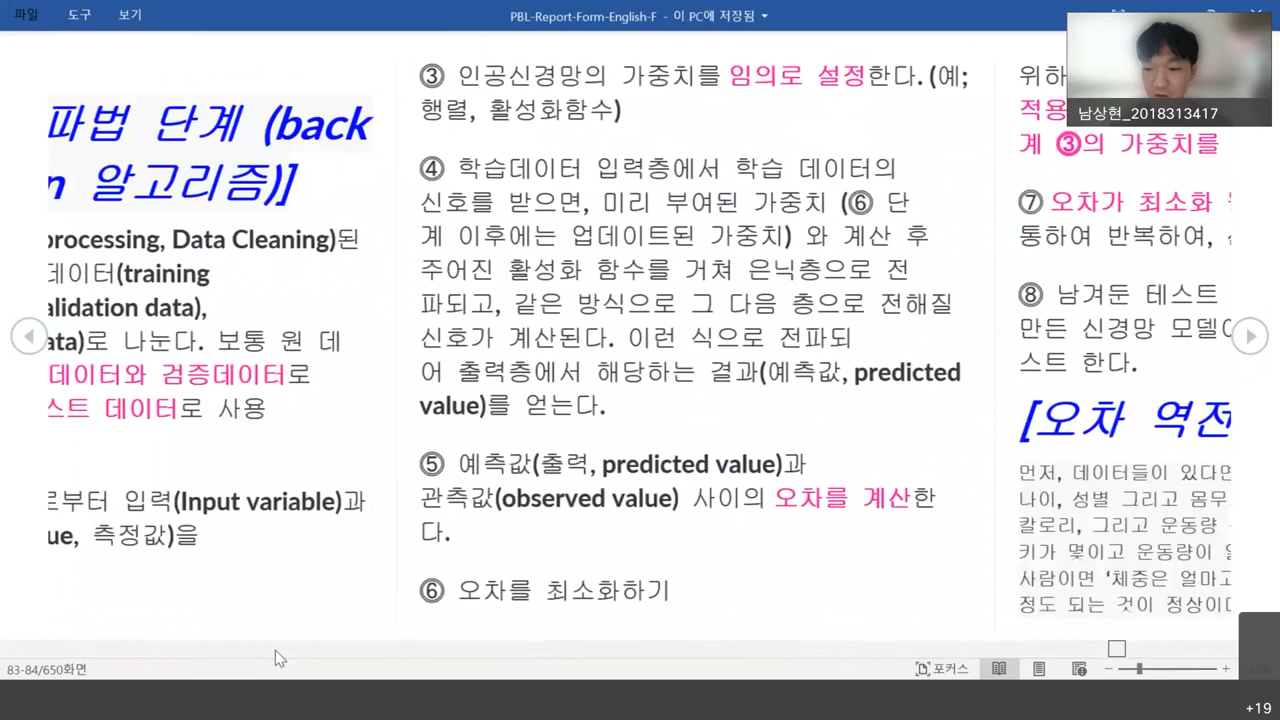 파일 도구 보기
PBL-Report-Form-English-F - 이 PC에 저장됨
남상현_2018313417
파법 단계 (back
n 알고리즘)]
processing, Data Cleaning)된
데이터(training
alidation data),
ata)로 나눈다. 보통 원 데
데이터와 검증데이터로
스트 데이터로 사용
로부터 입력(Input variable)과
ue, 측정값)을
③ 인공신경망의 가중치를 임의로 설정한다. (예;
행렬, 활성화함수)
④ 학습데이터 입력층에서 학습 데이터의
신호를 받으면, 미리 부여된 가중치 (⑥ 단
계 이후에는 업데이트된 가중치) 와 계산 후
주어진 활성화 함수를 거쳐 은닉층으로 전
파되고, 같은 방식으로 그 다음 층으로 전해질
신호가 계산된다. 이런 식으로 전파되
어 출력층에서 해당하는 결과(예측값, predicted
value)를 얻는다.
⑤ 예측값(출력, predicted value)과
관측값(observed value) 사이의 오차를 계산한
다.
⑥ 오차를 최소화하기
위하
적용
계 ③의 가중치를
⑦ 오차가 최소화
통하여 반복하여,
⑧ 남겨둔 테스트
만든 신경망 모델
스트 한다.
[오차 역전
먼저, 데이터들이 있다면
나이, 성별 그리고 몸무
칼로리, 그리고 운동량
키가 몇이고 운동량이
사람이면 '체중은 얼마
정도 되는 것이 정상이
83-84/650화면
포커스
+19